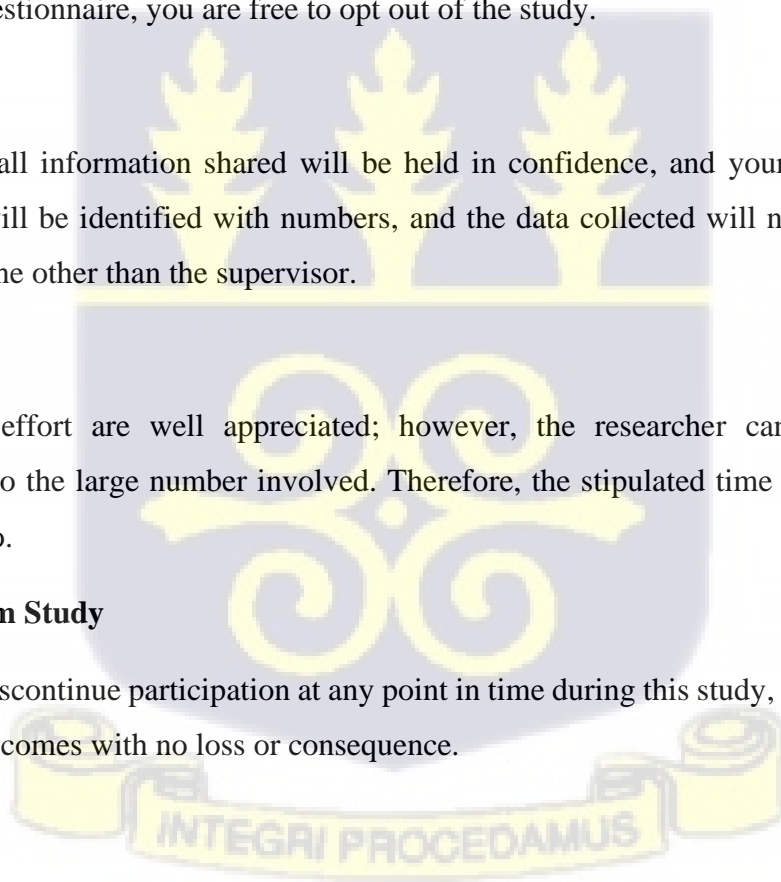 estionnaire, you are free to opt out of the study.
all information shared will be held in confidence, and your
ill be identified with numbers, and the data collected will n
ne other than the supervisor.
effort are well appreciated; however, the researcher can
o the large number involved. Therefore, the stipulated time
.
m Study
scontinue participation at any point in time during this study,
comes with no loss or consequence.
INTEGRI PROCEDAMUS